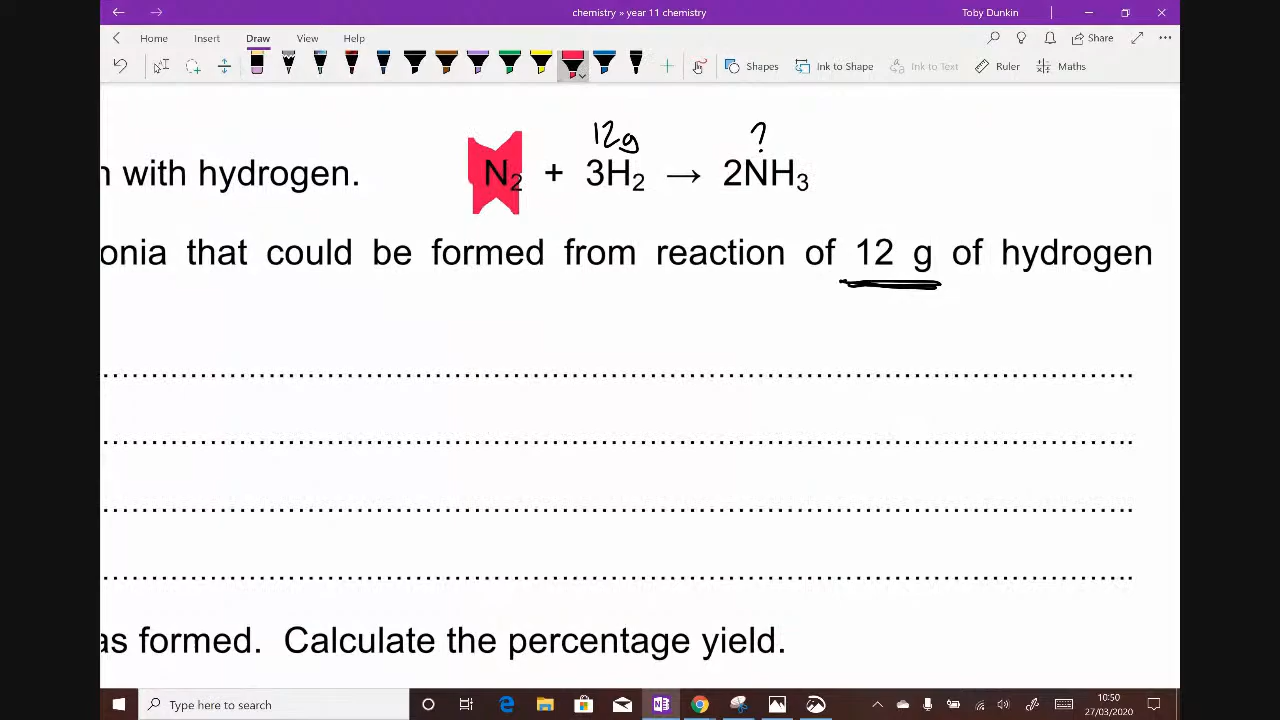 chemistry » year 11 chemistry
Toby Dunkin
Home Insert Draw View Help
Share
Shapes Ink to Shape Ink to Text Ruler Maths
12g ?
with hydrogen. N₂ + 3H₂ → 2NH₃
onia that could be formed from reaction of 12 g of hydrogen
..........................................................................................
..........................................................................................
..........................................................................................
..........................................................................................
as formed. Calculate the percentage yield.
Type here to search
10:50
27/03/2020